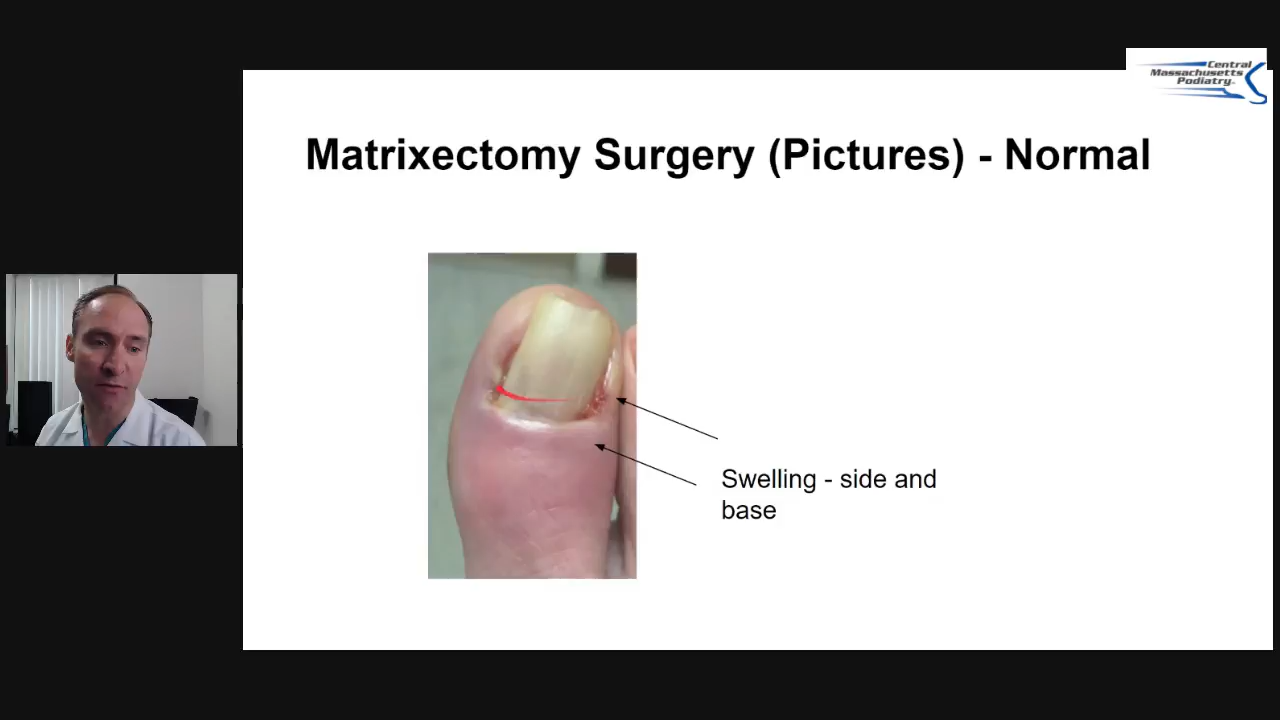 Central
Massachusetts
Podiatry
Matrixectomy Surgery (Pictures) - Normal
Swelling - side and
base